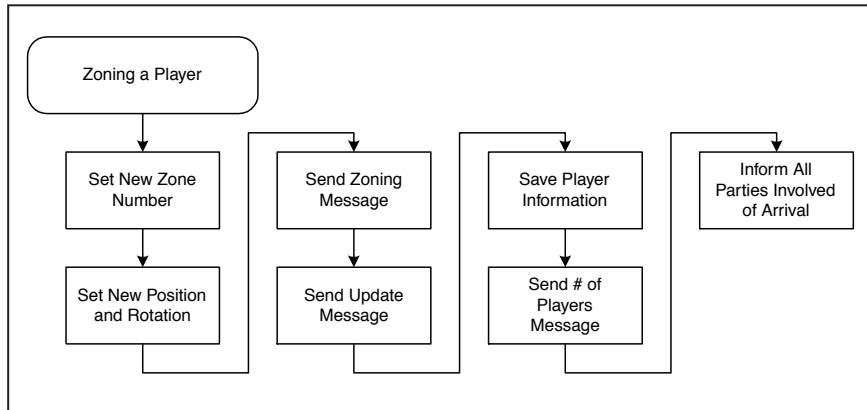 Zoning a Player
Set New Zone
Number
Set New Position
and Rotation
Send Zoning
Message
Send Update
Message
Save Player
Information
Send # of
Players
Message
Inform All
Parties Involved
of Arrival